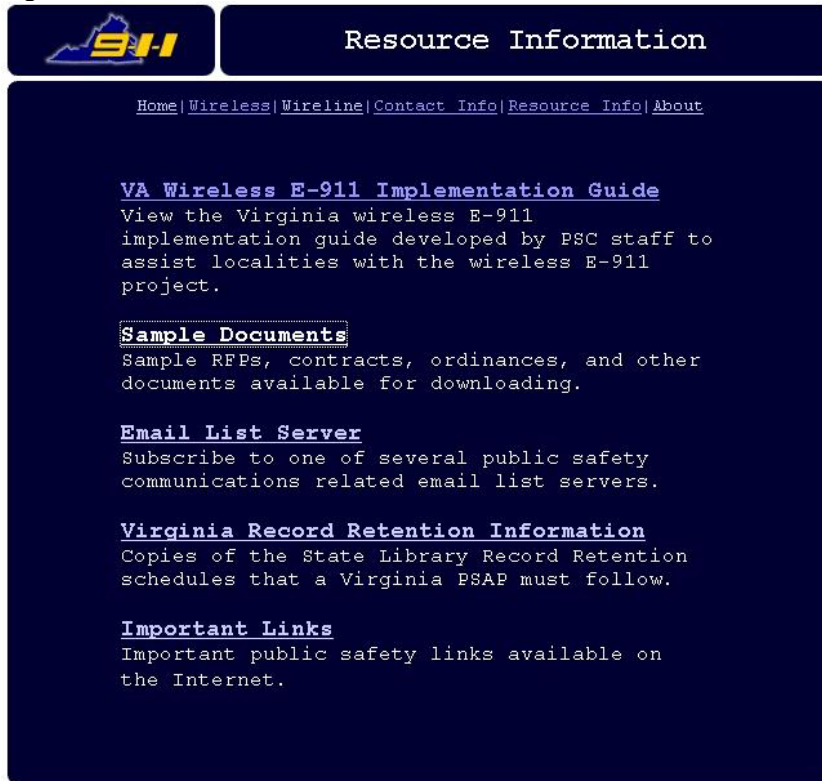 911
Resource Information
Home|Wireless|Wireline|Contact Info|Resource Info|About
VA Wireless E-911 Implementation Guide
View the Virginia wireless E-911
implementation guide developed by PSC staff to
assist localities with the wireless E-911
project.
Sample Documents
Sample RFPs, contracts, ordinances, and other
documents available for downloading.
Email List Server
Subscribe to one of several public safety
communications related email list servers.
Virginia Record Retention Information
Copies of the State Library Record Retention
schedules that a Virginia PSAP must follow.
Important Links
Important public safety links available on
the Internet.